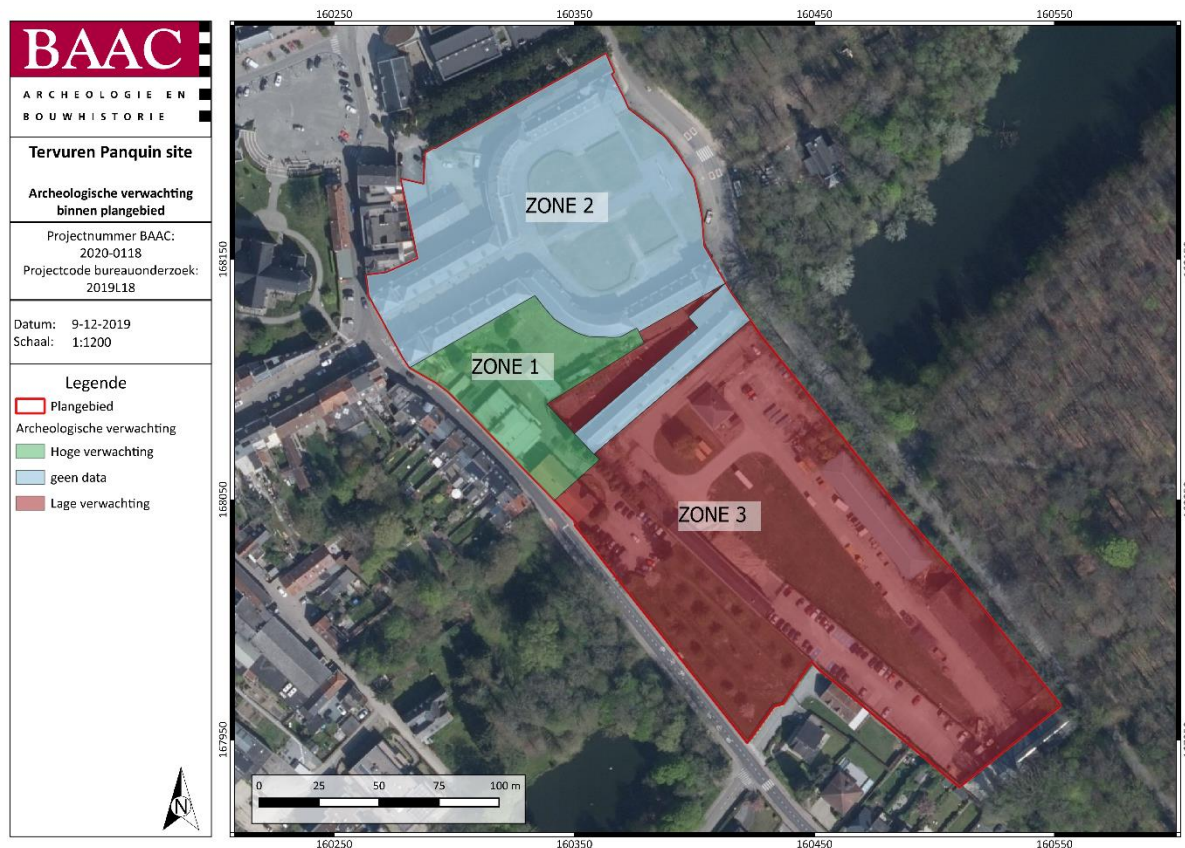 BAAC
ARCHEOLOGIE EN
BOUWHISTORIE
Tervuren Panquin site
Archeologische verwachting
binnen plangebied
Projectnummer BAAC:
2020-0118
Projectcode bureauonderzoek:
2019L18
Datum: 9-12-2019
Schaal: 1:1200
Legende
Plangebied
Archeologische verwachting
Hoge verwachting
geen data
Lage verwachting
N
160250 160350 160450 160550
168150
168050
167950
ZONE 2
ZONE 1
ZONE 3
0 25 50 75 100 m
160250 160350 160450 160550